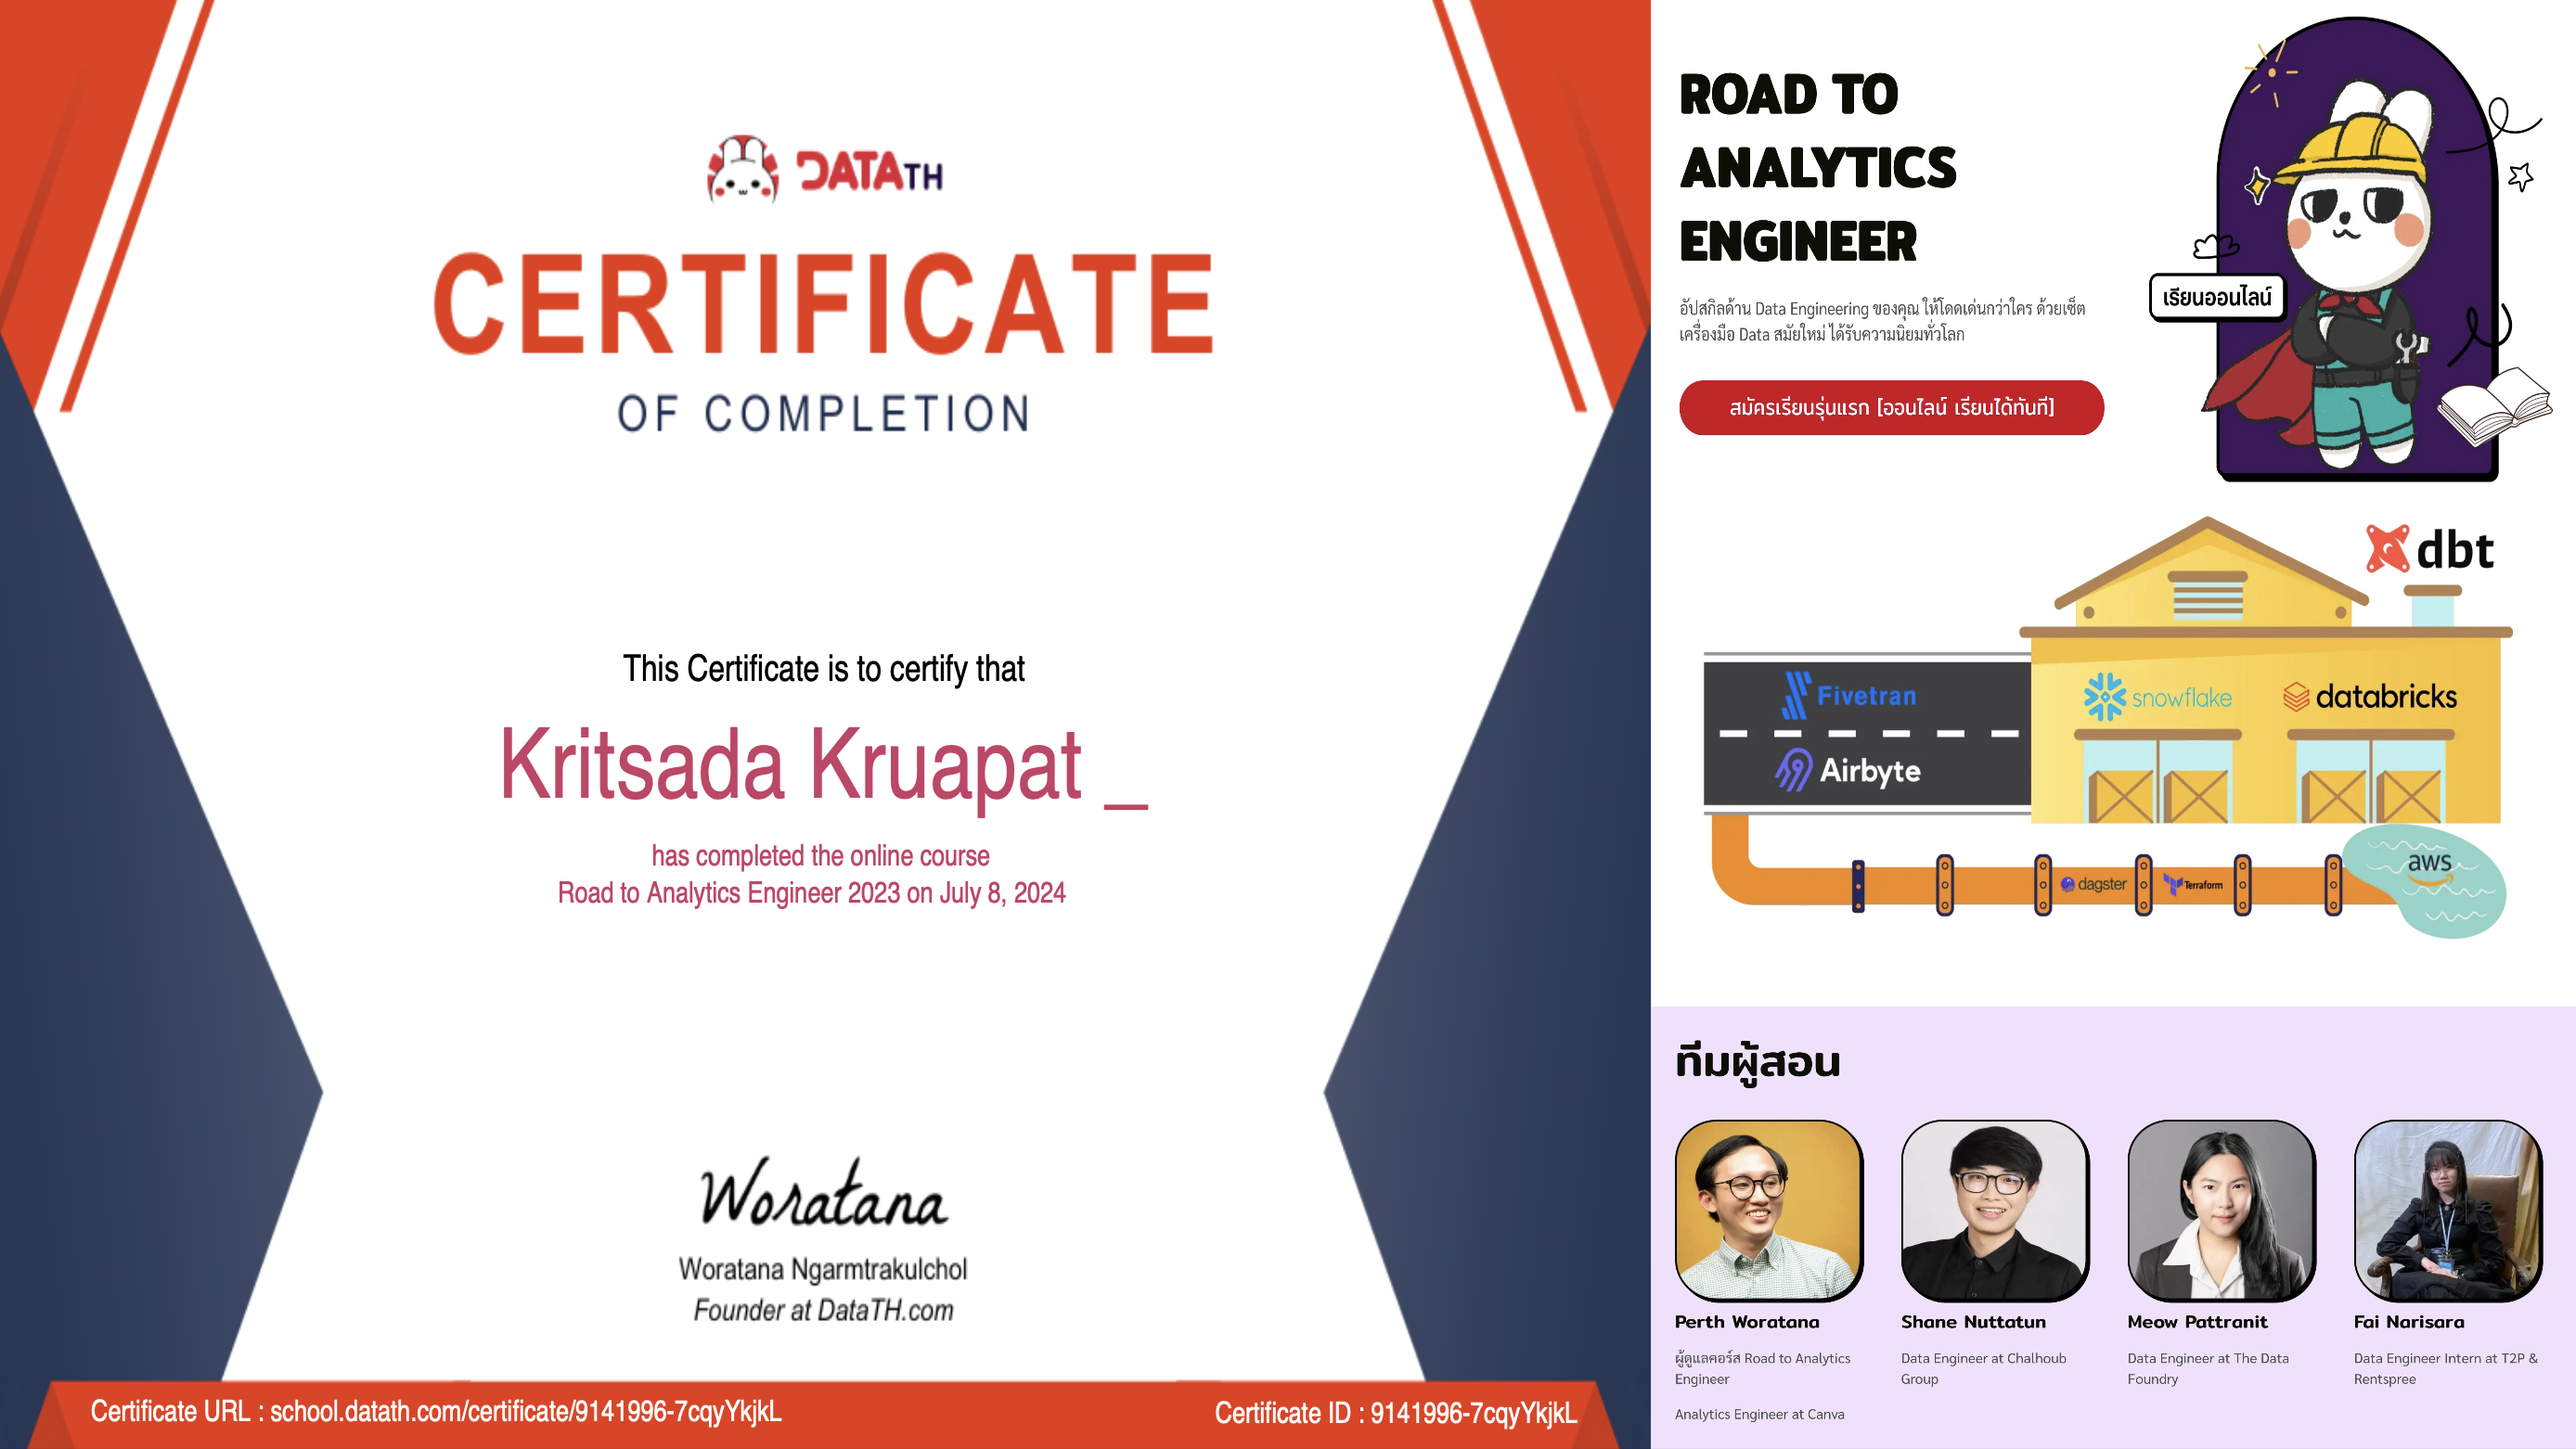 DATATH
CERTIFICATE
OF COMPLETION
This Certificate is to certify that
Kritsada Kruapat _
has completed the online course
Road to Analytics Engineer 2023 on July 8, 2024
Woratana
Woratana Ngarmtrakulchol
Founder at DataTH.com
Certificate URL : school.datath.com/certificate/9141996-7cqyYkjkL
Certificate ID : 9141996-7cqyYkjkL
ROAD TO
ANALYTICS
ENGINEER
อัปสกิลด้าน Data Engineering ของคุณ ให้โดดเด่นกว่าใคร ด้วยเซ็ต
เครื่องมือ Data สมัยใหม่ ได้รับความนิยมทั่วโลก
สมัครเรียนรุ่นแรก [ออนไลน์ เรียนได้ทันที]
เรียนออนไลน์
dbt
Fivetran
Airbyte
snowflake
databricks
dagster
Terraform
aws
ทีมผู้สอน
Perth Woratana
ผู้ดูแลคอร์ส Road to Analytics
Engineer
Analytics Engineer at Canva
Shane Nuttatun
Data Engineer at Chalhoub
Group
Meow Pattranit
Data Engineer at The Data
Foundry
Fai Narisara
Data Engineer Intern at T2P &
Rentspree